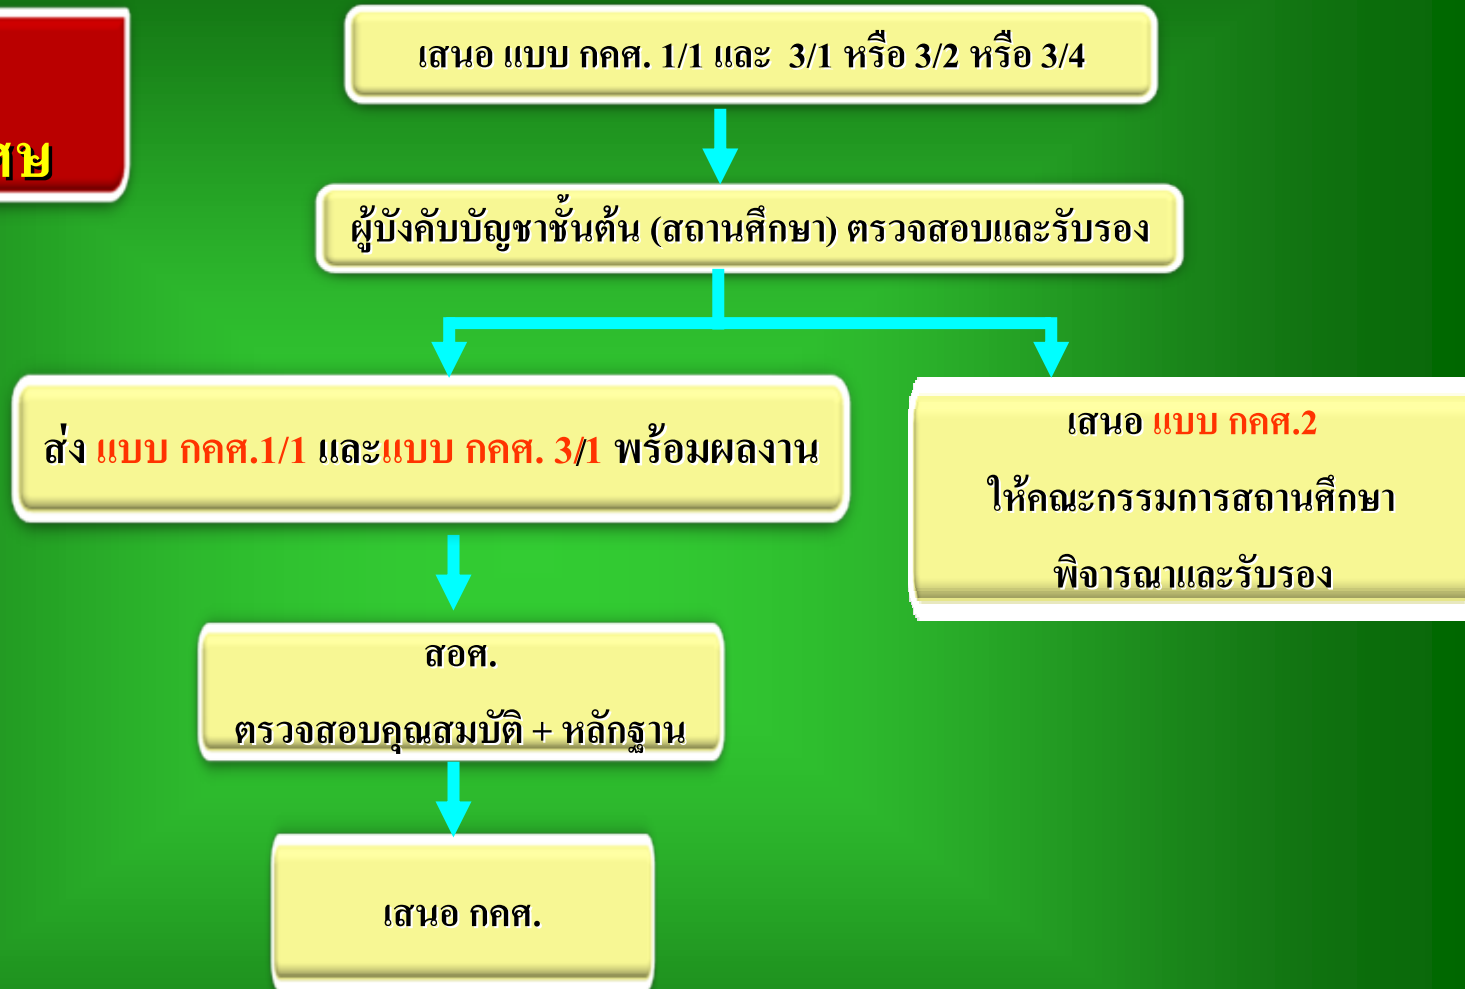 เสนอ แบบ กคศ. 1/1 และ 3/1 หรือ 3/2 หรือ 3/4
ผู้บังคับบัญชาชั้นต้น (สถานศึกษา) ตรวจสอบและรับรอง
ส่ง แบบ กคศ.1/1 และแบบ กคศ. 3/1 พร้อมผลงาน
เสนอ แบบ กคศ.2
ให้คณะกรรมการสถานศึกษา
พิจารณาและรับรอง
สอศ.
ตรวจสอบคุณสมบัติ + หลักฐาน
เสนอ กคศ.